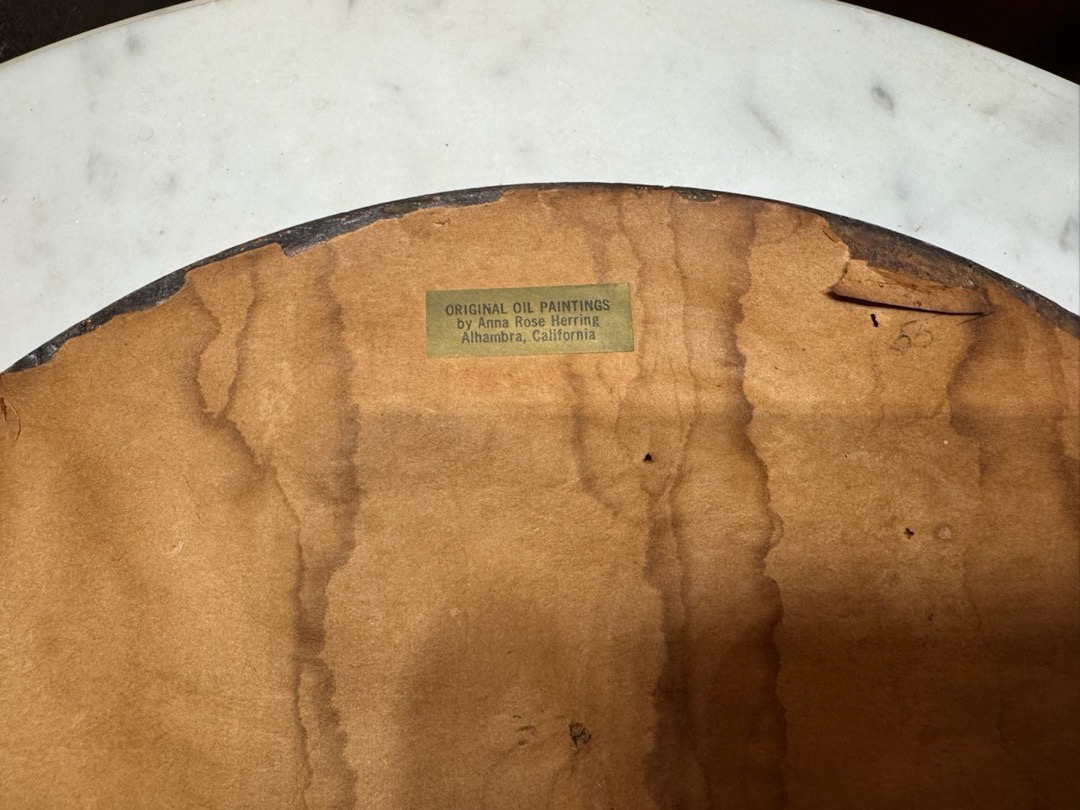 ORIGINAL OIL PAINTINGS
by Anna Rose Herring
Alhambra, California